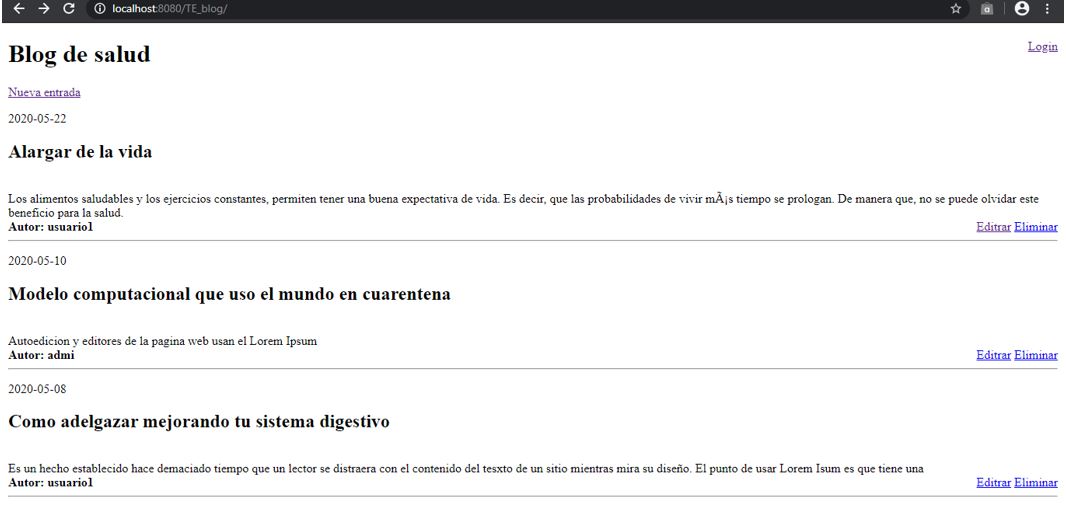 localhost:8080/TE_blog/
Blog de salud
Login
Nueva entrada
2020-05-22
Alargar de la vida
Los alimentos saludables y los ejercicios constantes, permiten tener una buena expectativa de vida. Es decir, que las probabilidades de vivir mÃ¡s tiempo se prologan. De manera que, no se puede olvidar este
beneficio para la salud.
Autor: usuario1
Editrar Eliminar
2020-05-10
Modelo computacional que uso el mundo en cuarentena
Autoedicion y editores de la pagina web usan el Lorem Ipsum
Autor: admi
Editrar Eliminar
2020-05-08
Como adelgazar mejorando tu sistema digestivo
Es un hecho establecido hace demaciado tiempo que un lector se distraera con el contenido del tesxto de un sitio mientras mira su diseño. El punto de usar Lorem Isum es que tiene una
Autor: usuario1
Editrar Eliminar